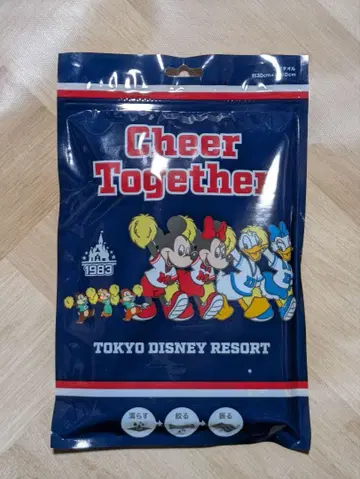 Cheer
Together
1983
TOKYO DISNEY RESORT
濡らす
絞る
振る